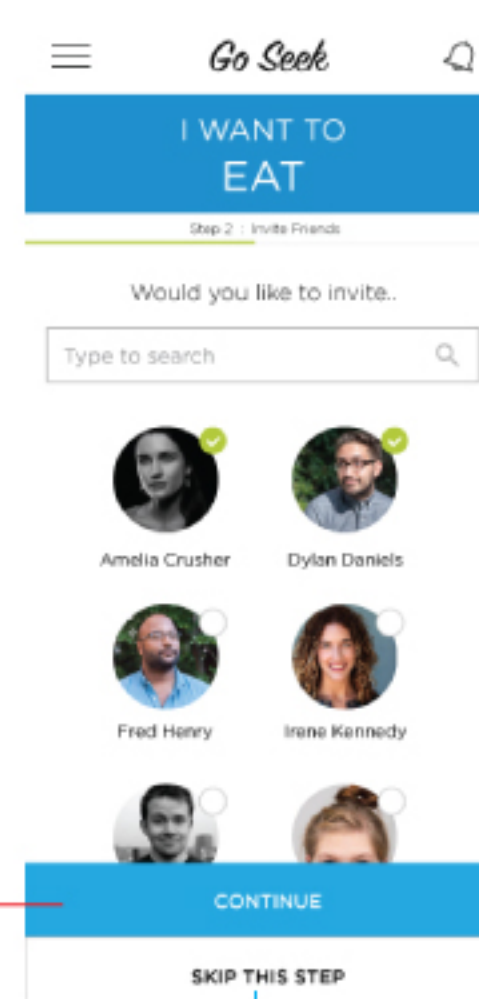 Go Seek
I WANT TO
EAT
Step 2 : Invite Friends
Would you like to invite..
Type to search
Amelia Crusher
Dylan Daniels
Fred Henry
Irene Kennedy
CONTINUE
SKIP THIS STEP